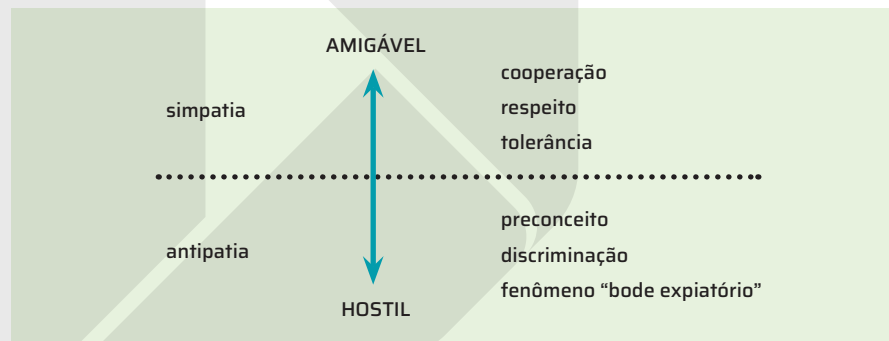 AMIGÁVEL
simpatia
cooperação
respeito
tolerância
antipatia
preconceito
discriminação
fenômeno “bode expiatório”
HOSTIL